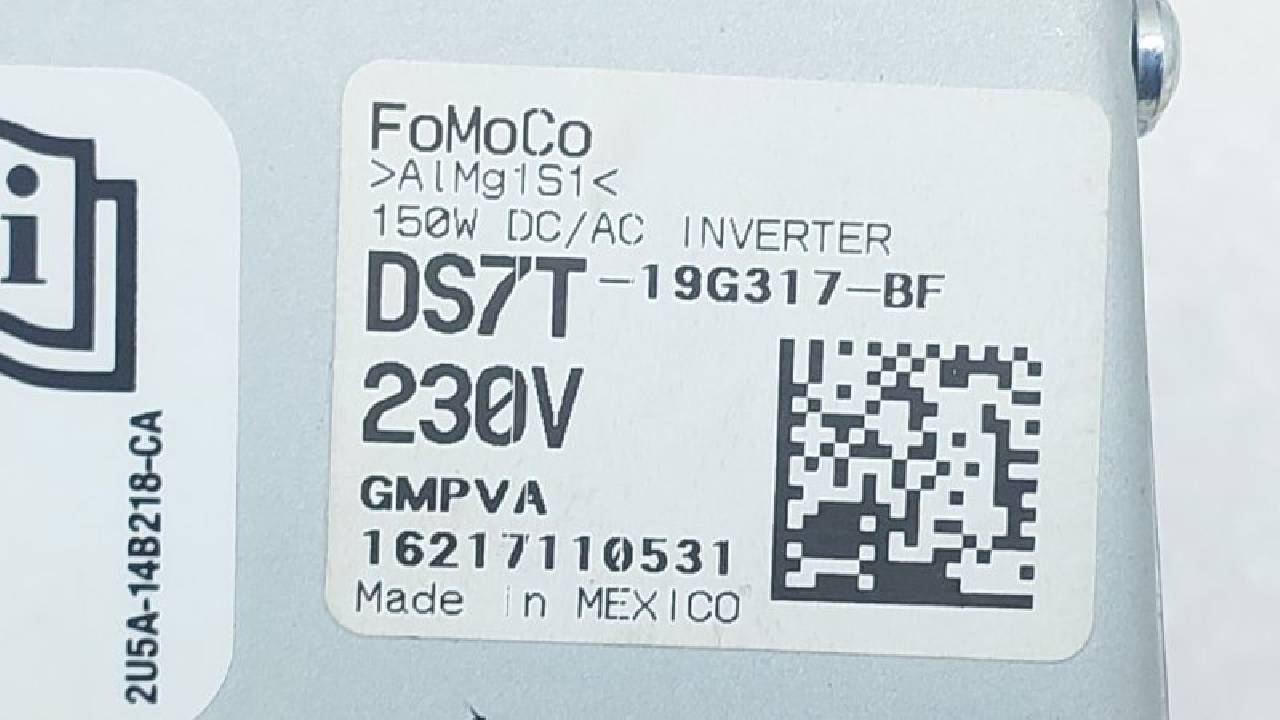 i
2U5A-14B218-CA
FoMoCo
>AlMg1S1<
150W DC/AC INVERTER
DS7T-19G317-BF
230V
GMPVA
16217110531
Made in MEXICO